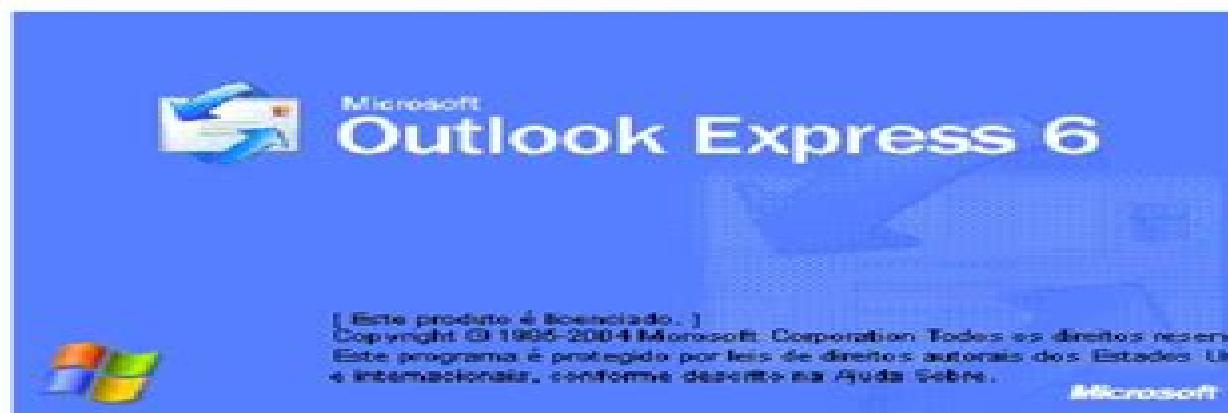 Microsoft
Outlook Express 6
[ Este produto é licenciado. ]
Copyright © 1995-2004 Microsoft Corporation Todos os direitos reserv
Este programa é protegido por leis de direitos autorais dos Estados U
e internacionais, conforme descrito na Ajuda Sobre.
Microsoft